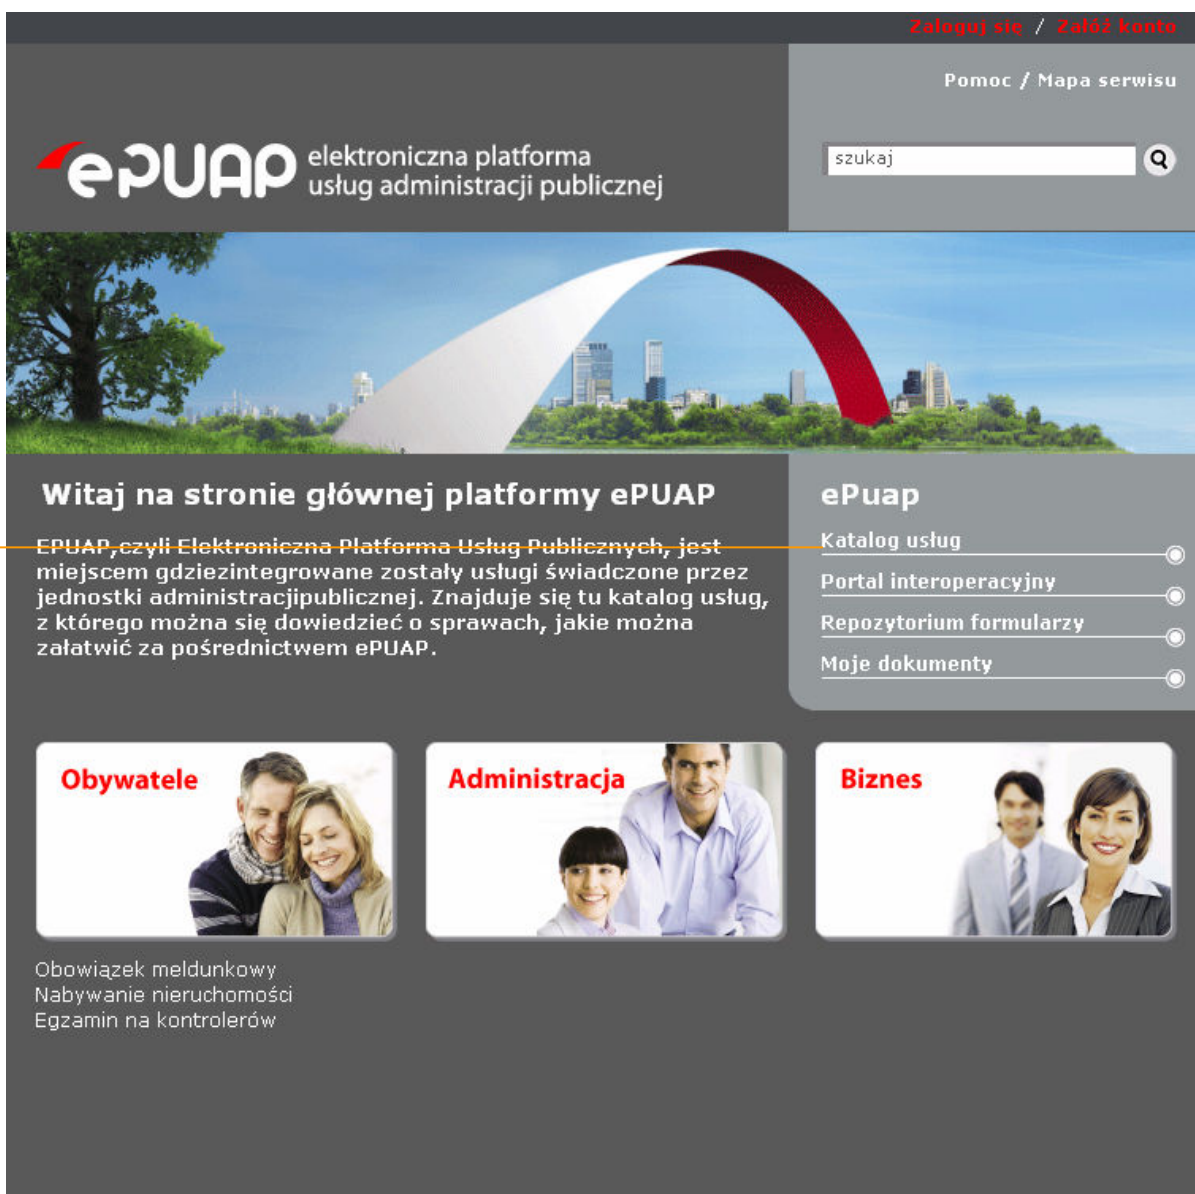 Zaloguj się / Załóż konto
Pomoc / Mapa serwisu
ePUAP
elektroniczna platforma
usług administracji publicznej
szukaj
Witaj na stronie głównej platformy ePUAP
EPUAP,czyli Elektroniczna Platforma Usług Publicznych, jest
miejscem gdziezintegrowane zostały usługi świadczone przez
jednostki administracjipublicznej. Znajduje się tu katalog usług,
z którego można się dowiedzieć o sprawach, jakie można
załatwić za pośrednictwem ePUAP.
ePuap
Katalog usług
Portal interoperacyjny
Repozytorium formularzy
Moje dokumenty
Obywatele
Administracja
Biznes
Obowiązek meldunkowy
Nabywanie nieruchomości
Egzamin na kontrolerów